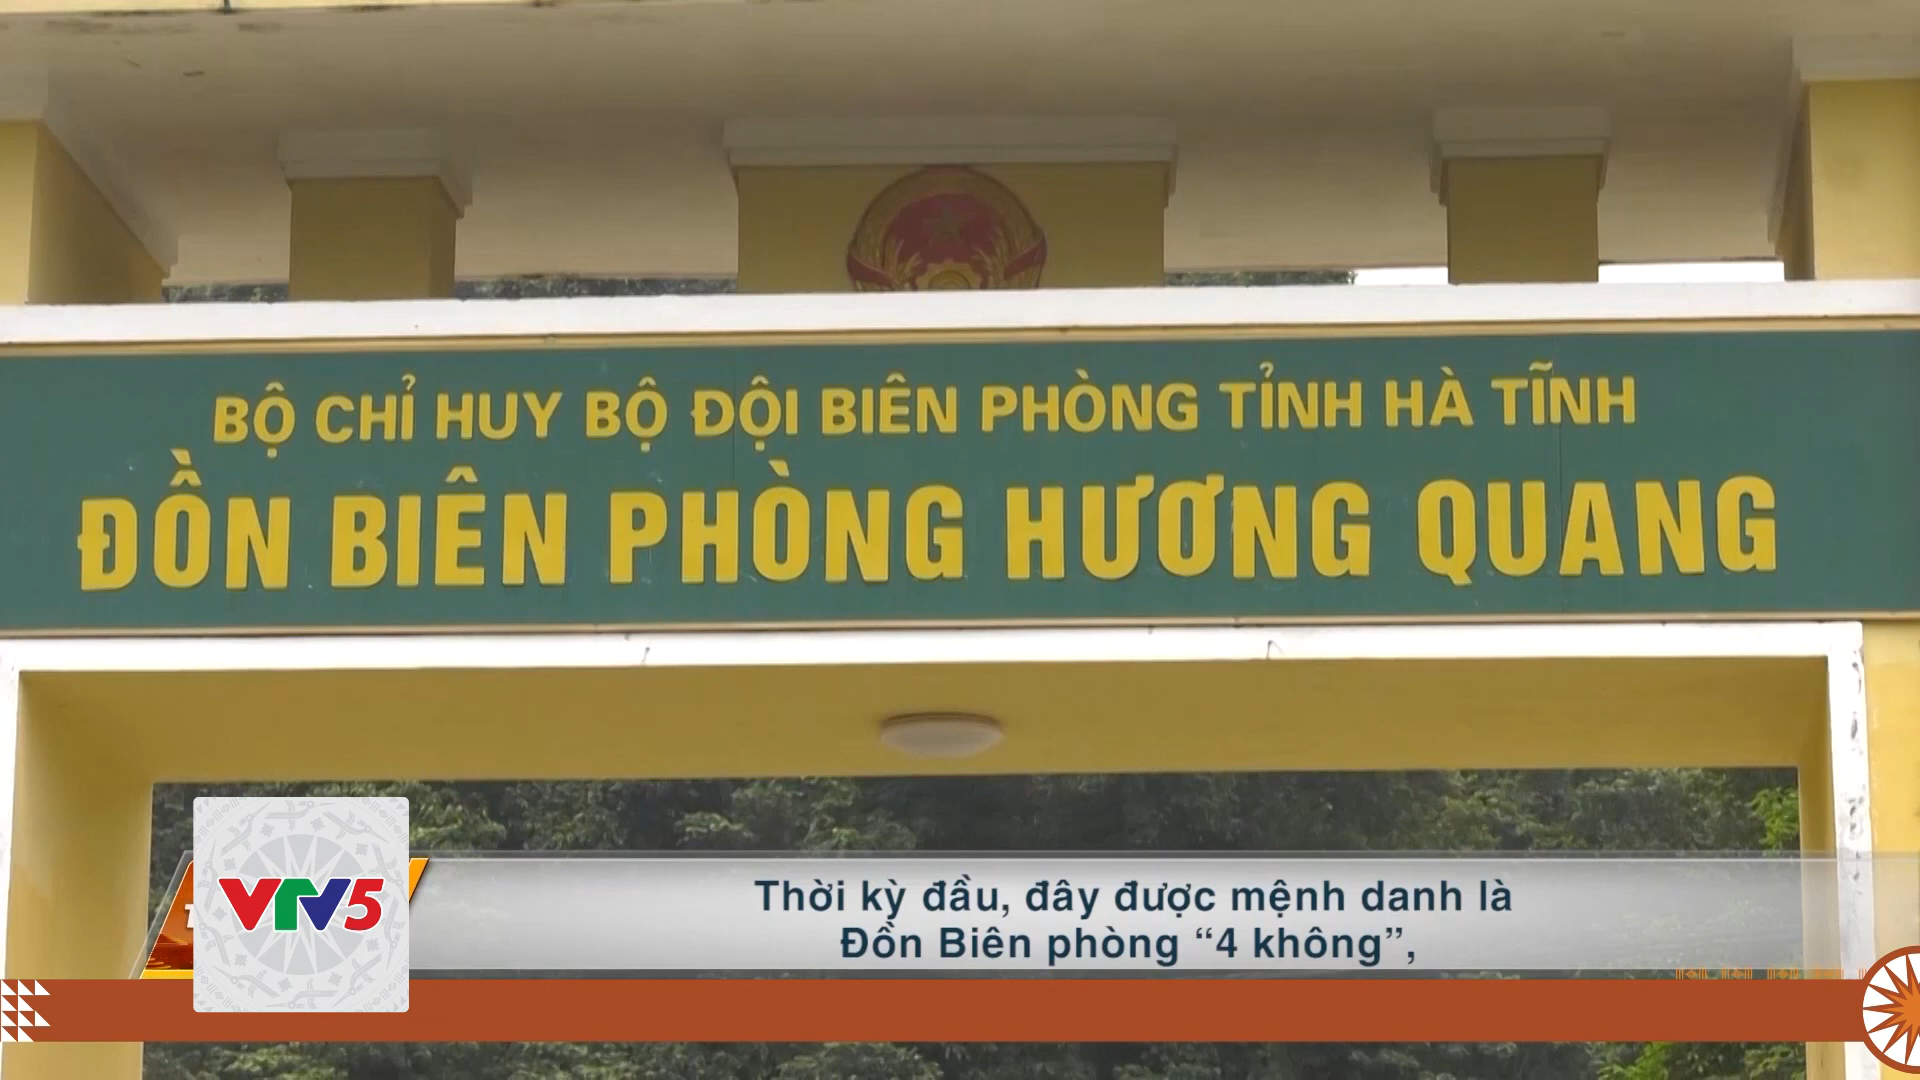 BỘ CHỈ HUY BỘ ĐỘI BIÊN PHÒNG TỈNH HÀ TĨNH
ĐỒN BIÊN PHÒNG HƯƠNG QUANG
VTV5
Thời kỳ đầu, đây được mệnh danh là
Đồn Biên phòng “4 không”,